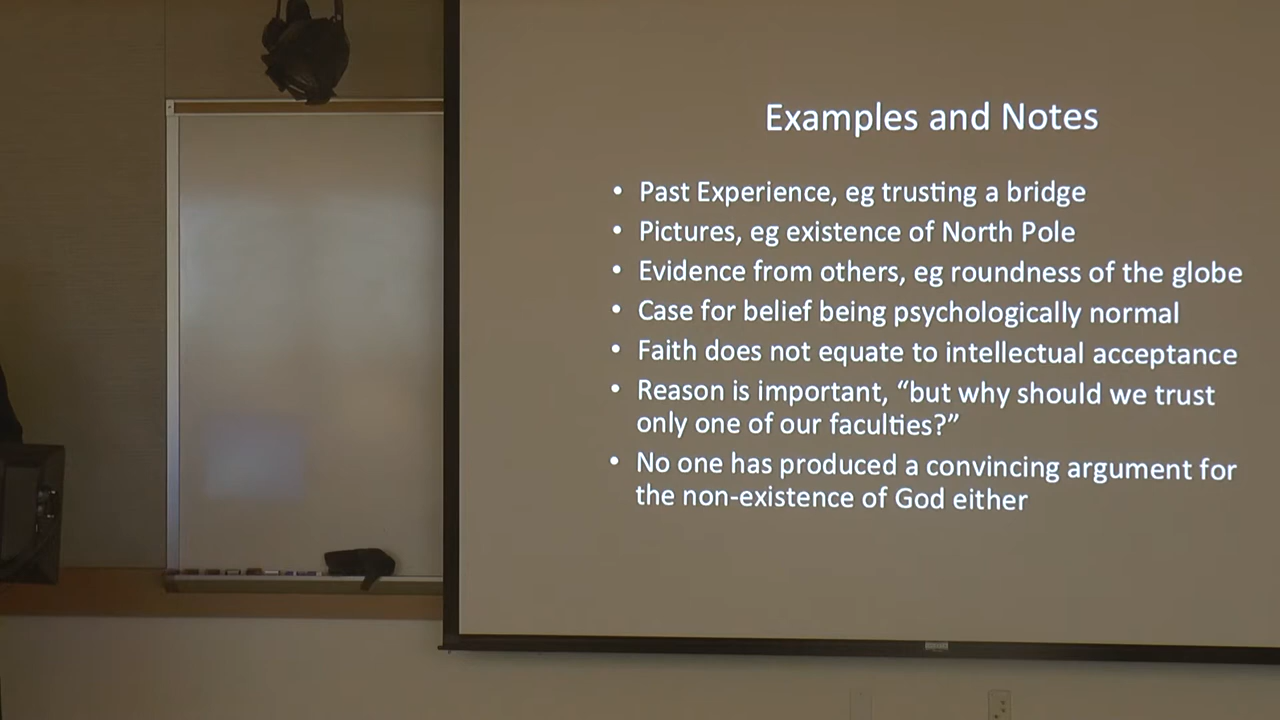 Examples and Notes
• Past Experience, eg trusting a bridge
• Pictures, eg existence of North Pole
• Evidence from others, eg roundness of the globe
• Case for belief being psychologically normal
• Faith does not equate to intellectual acceptance
• Reason is important, “but why should we trust
only one of our faculties?”
• No one has produced a convincing argument for
the non-existence of God either